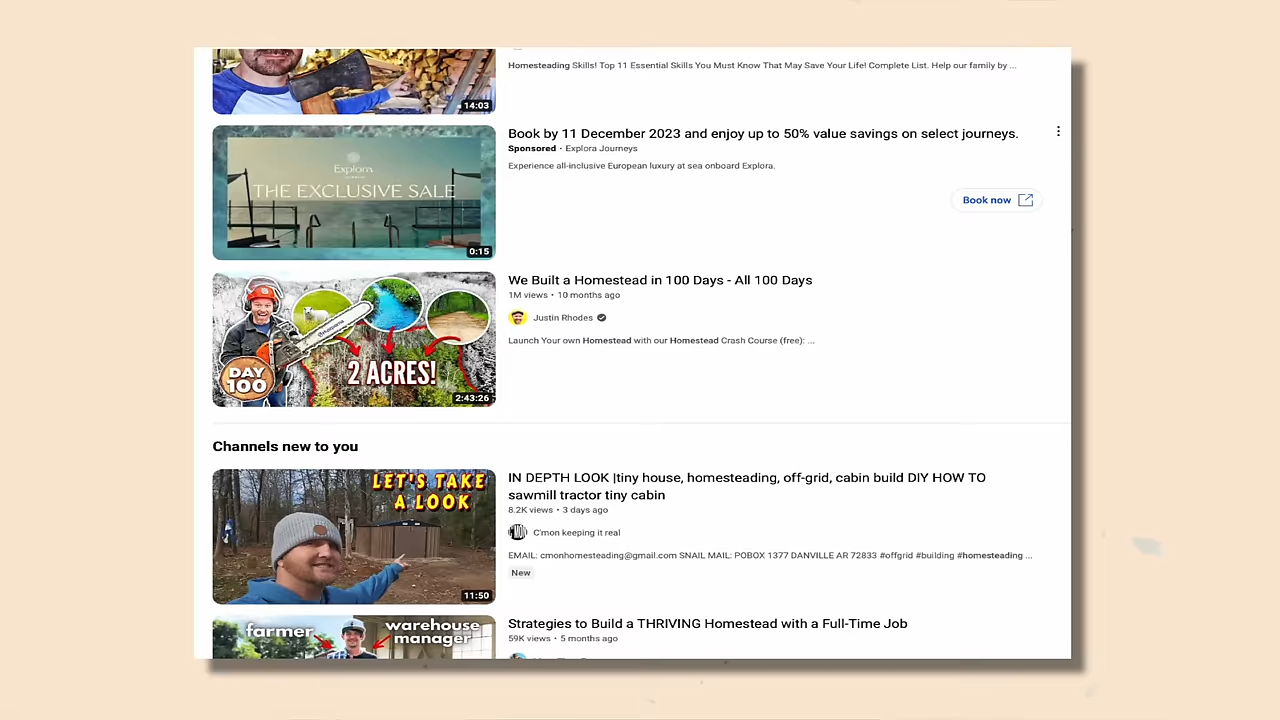 Homesteading Skills! Top 11 Essential Skills You Must Know That May Save Your Life! Complete List. Help our family by ...
14:03
Explora
THE EXCLUSIVE SALE
0:15
Book by 11 December 2023 and enjoy up to 50% value savings on select journeys.
Sponsored · Explora Journeys
Experience all-inclusive European luxury at sea onboard Explora.
Book now
DAY
100
2 ACRES!
2:43:26
We Built a Homestead in 100 Days - All 100 Days
1M views · 10 months ago
Justin Rhodes
Launch Your own Homestead with our Homestead Crash Course (free): ...
Channels new to you
LET'S TAKE
A LOOK
11:50
IN DEPTH LOOK |tiny house, homesteading, off-grid, cabin build DIY HOW TO
sawmill tractor tiny cabin
8.2K views · 3 days ago
C'mon keeping it real
EMAIL: cmonhomesteading@gmail.com SNAIL MAIL: POBOX 1377 DANVILLE AR 72833 #offgrid #building #homesteading ...
New
farmer
warehouse
manager
Strategies to Build a THRIVING Homestead with a Full-Time Job
59K views · 5 months ago